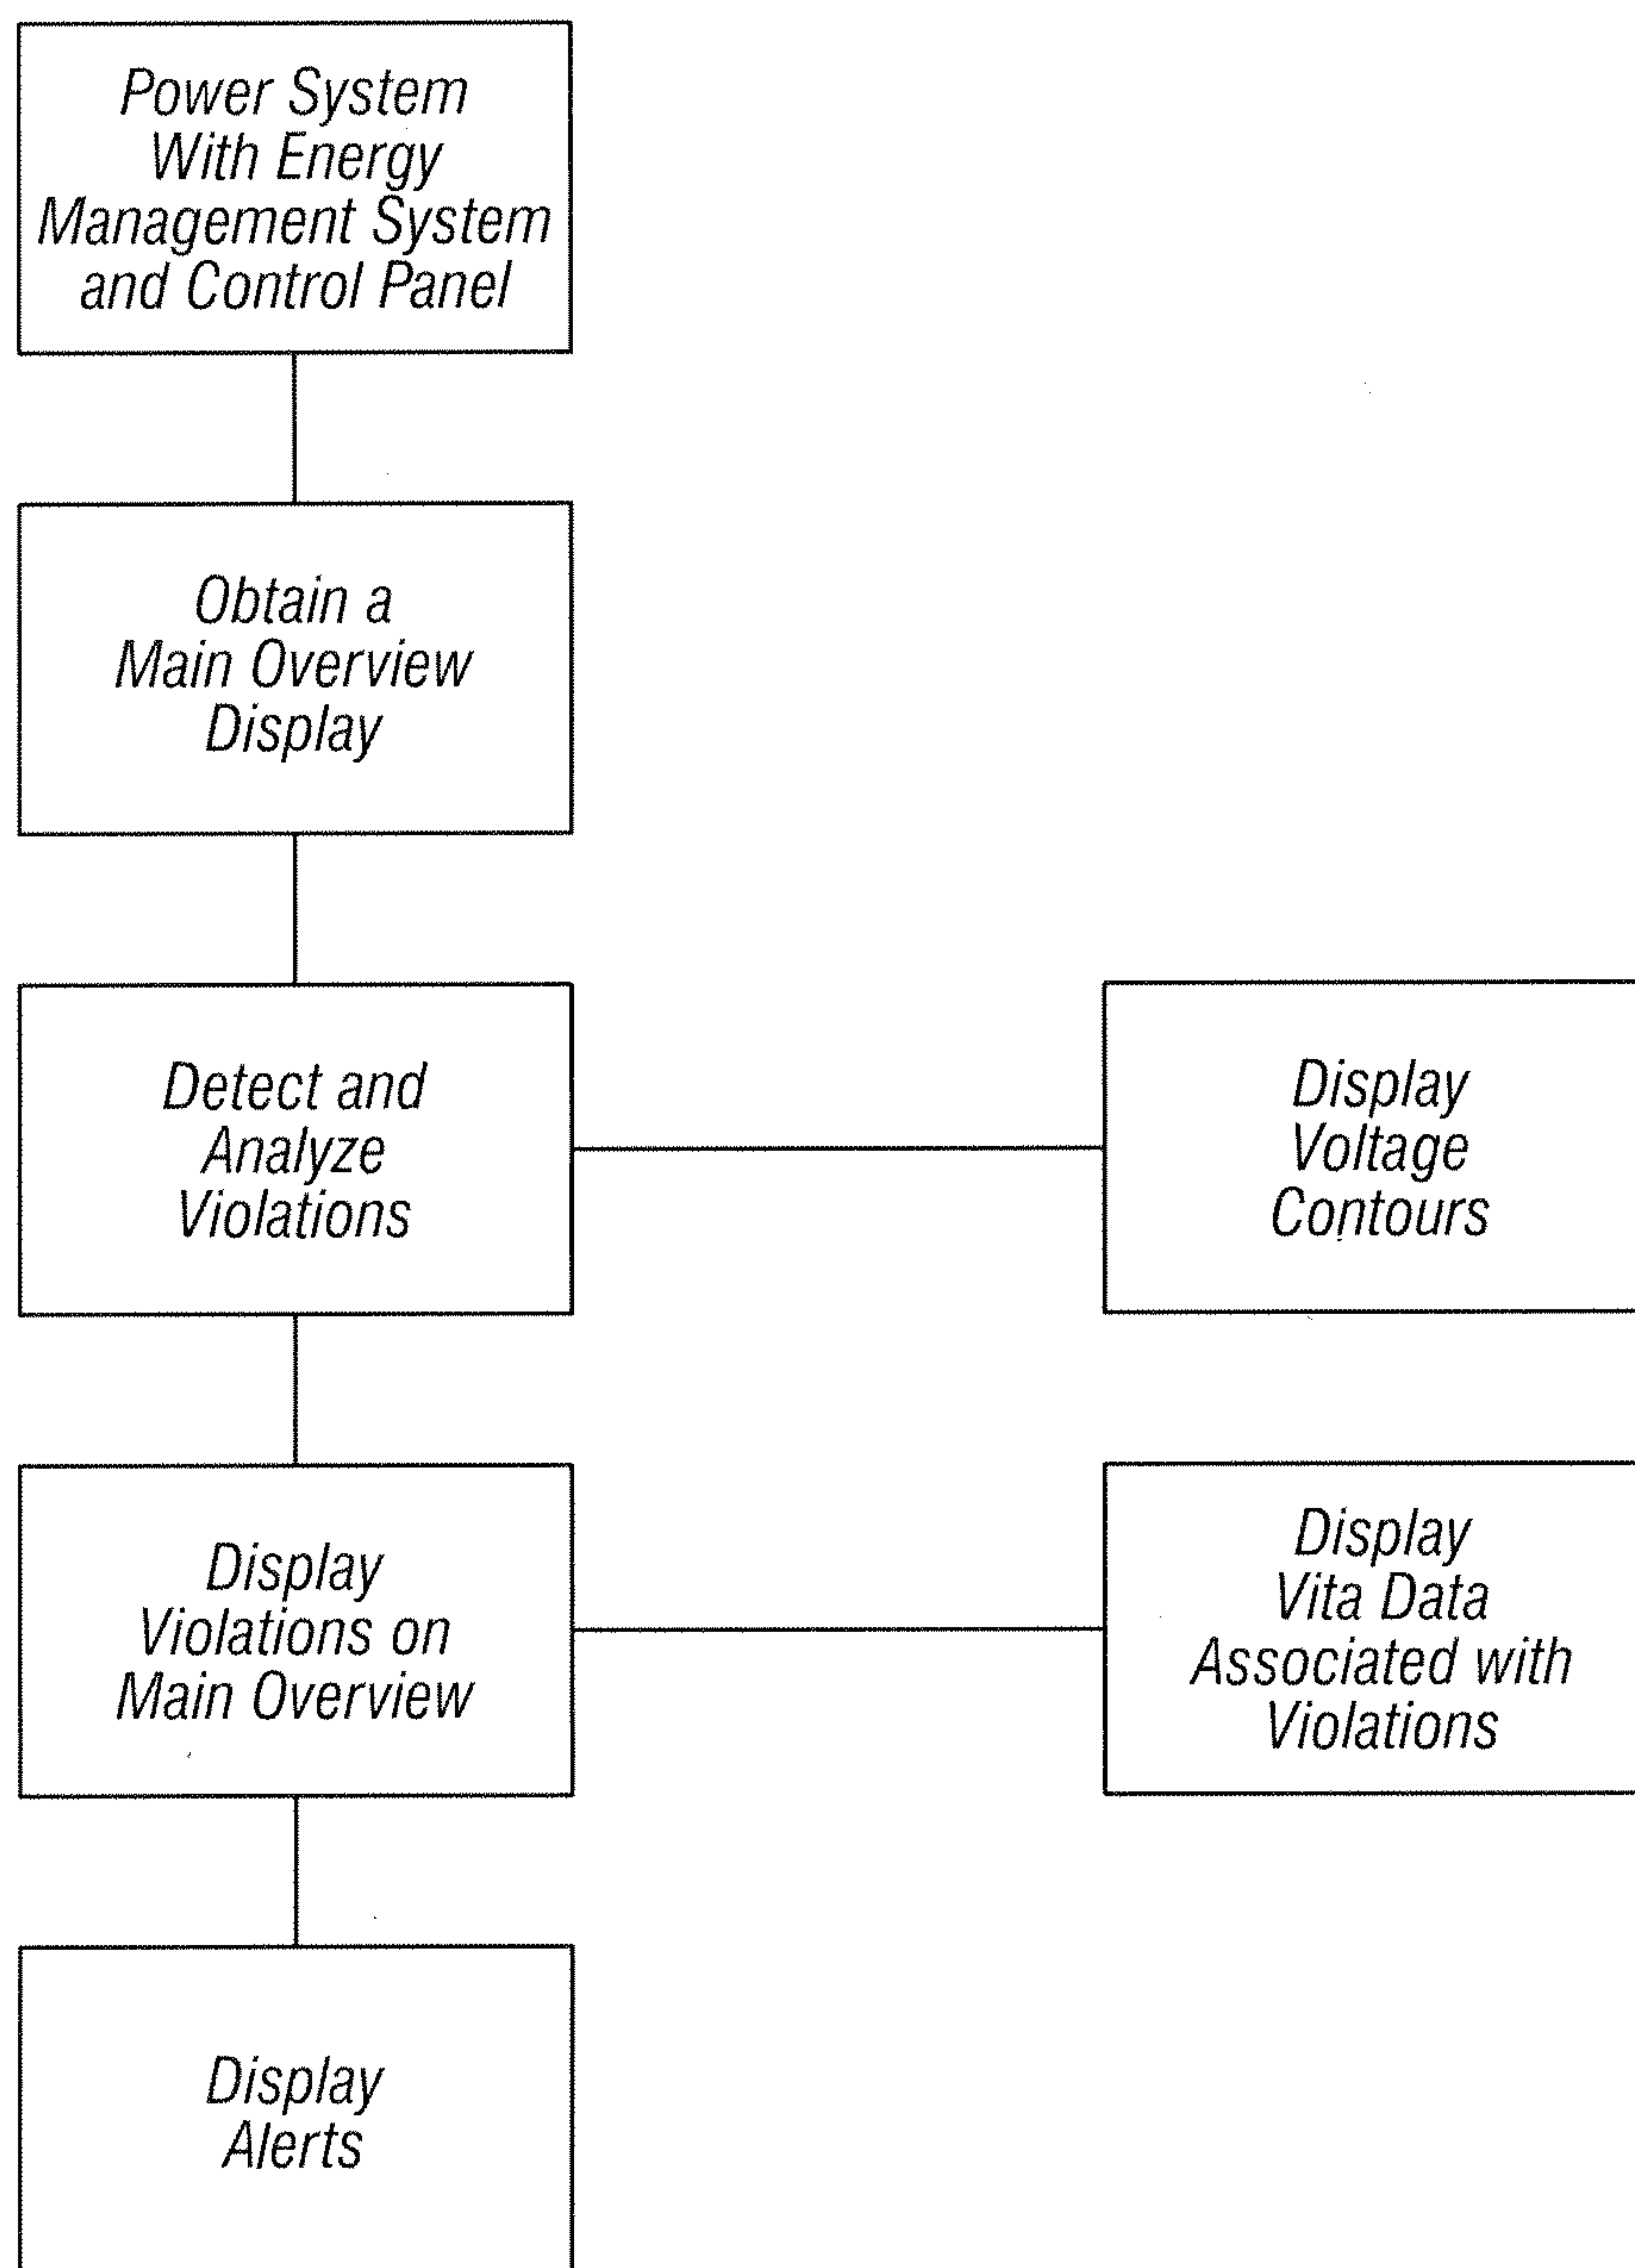 Power System
With Energy
Management System
and Control Panel
Obtain a
Main Overview
Display
Detect and
Analyze
Violations
Display
Voltage
Contours
Display
Violations on
Main Overview
Display
Vita Data
Associated with
Violations
Display
Alerts